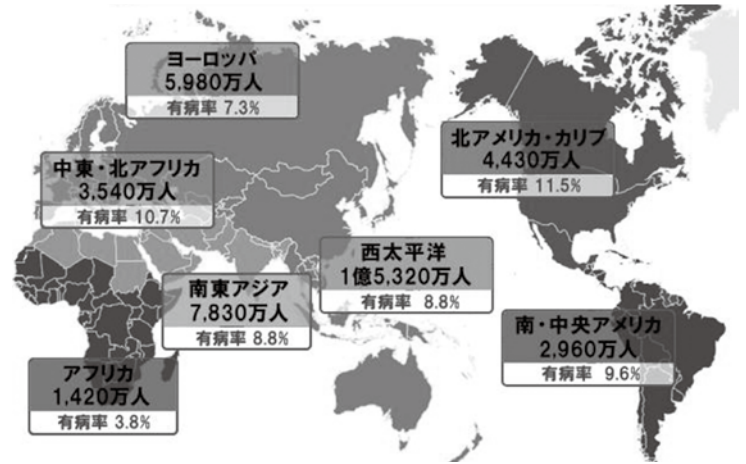 ヨーロッパ
5,980万人
有病率 7.3%
北アメリカ・カリブ
4,430万人
有病率 11.5%
中東・北アフリカ
3,540万人
有病率 10.7%
西太平洋
1億5,320万人
有病率 8.8%
南東アジア
7,830万人
有病率 8.8%
南・中央アメリカ
2,960万人
有病率 9.6%
アフリカ
1,420万人
有病率 3.8%